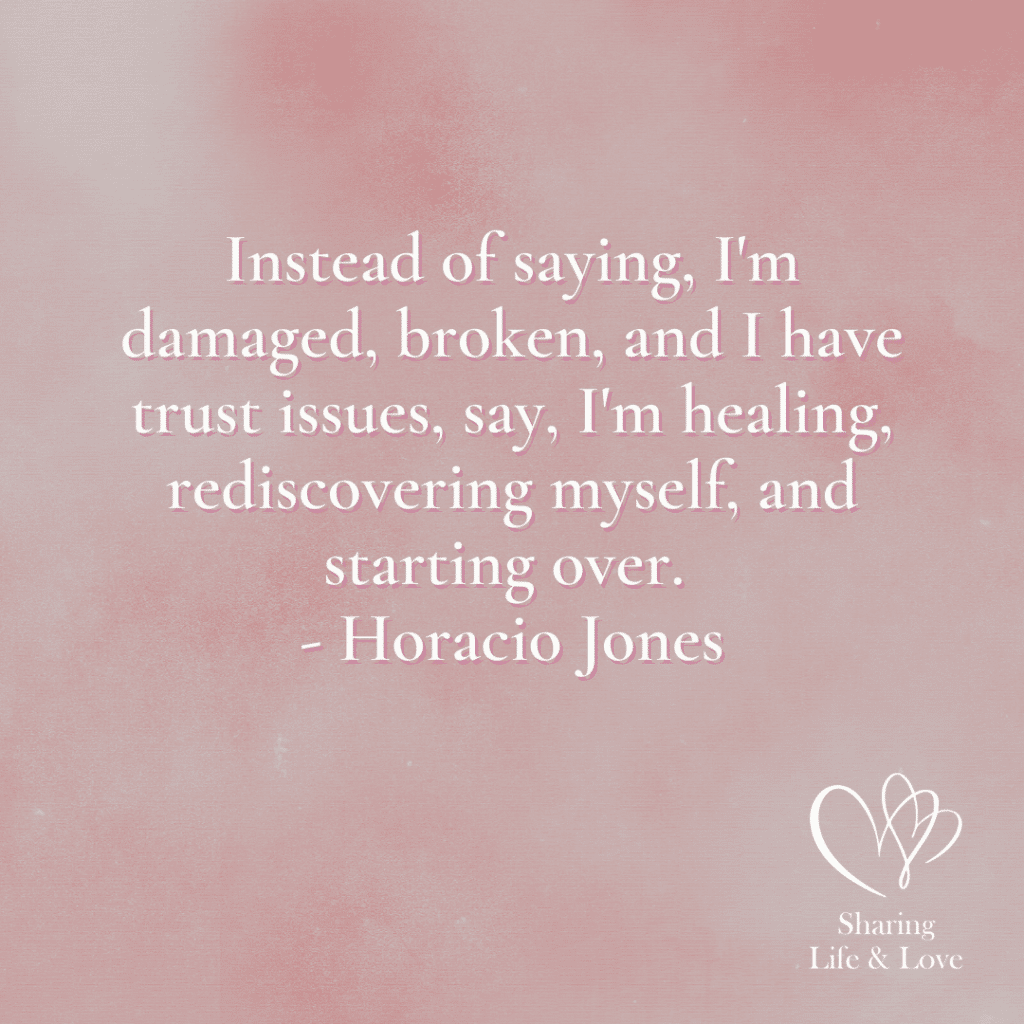 Instead of saying, I'm
damaged, broken, and I have
trust issues, say, I'm healing,
rediscovering myself, and
starting over.
- Horacio Jones
Sharing
Life & Love